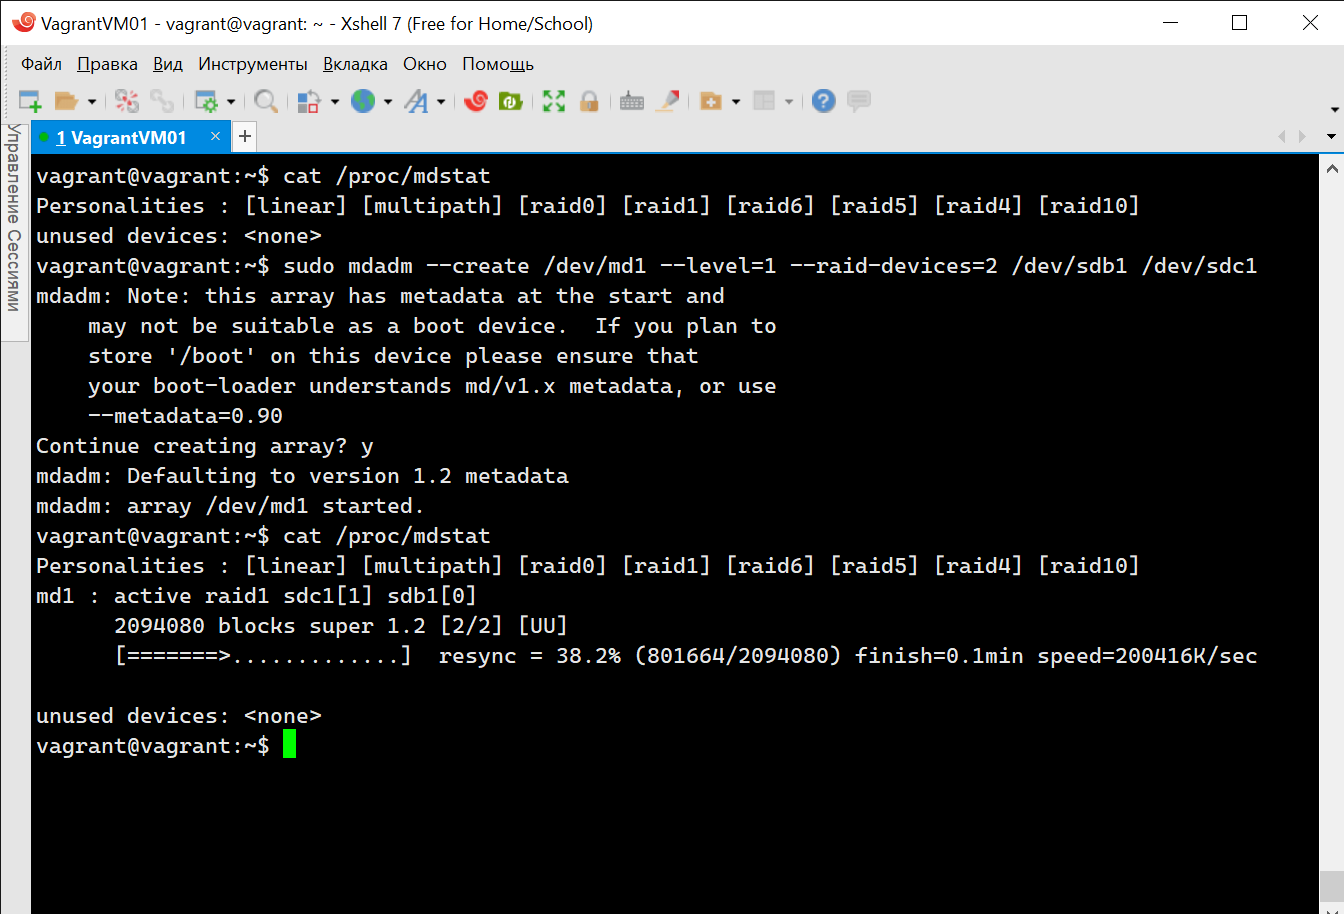 VagrantVM01 - vagrant@vagrant: ~ - Xshell 7 (Free for Home/School)
Файл Правка Вид Инструменты Вкладка Окно Помощь
1 VagrantVM01 × +
Управление Сессиями
vagrant@vagrant:~$ cat /proc/mdstat
Personalities : [linear] [multipath] [raid0] [raid1] [raid6] [raid5] [raid4] [raid10]
unused devices: <none>
vagrant@vagrant:~$ sudo mdadm --create /dev/md1 --level=1 --raid-devices=2 /dev/sdb1 /dev/sdc1
mdadm: Note: this array has metadata at the start and
    may not be suitable as a boot device.  If you plan to
    store '/boot' on this device please ensure that
    your boot-loader understands md/v1.x metadata, or use
    --metadata=0.90
Continue creating array? y
mdadm: Defaulting to version 1.2 metadata
mdadm: array /dev/md1 started.
vagrant@vagrant:~$ cat /proc/mdstat
Personalities : [linear] [multipath] [raid0] [raid1] [raid6] [raid5] [raid4] [raid10]
md1 : active raid1 sdc1[1] sdb1[0]
      2094080 blocks super 1.2 [2/2] [UU]
      [=======>.............]  resync = 38.2% (801664/2094080) finish=0.1min speed=200416K/sec
unused devices: <none>
vagrant@vagrant:~$